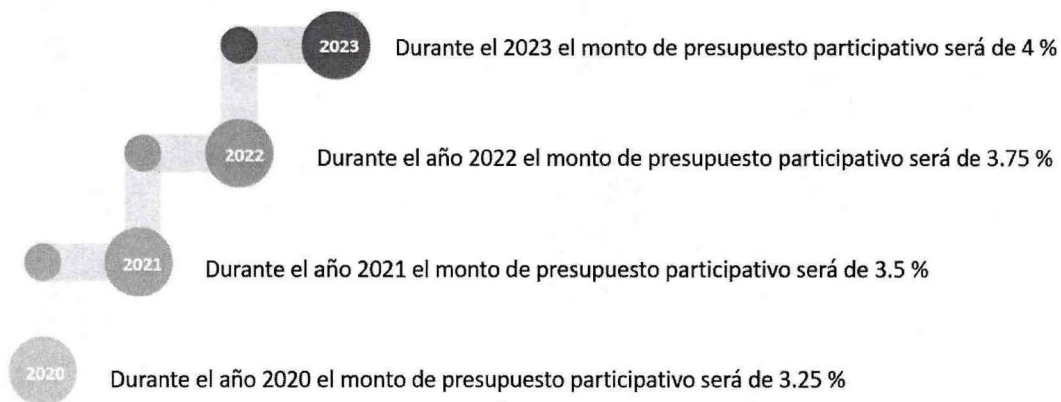 2023 Durante el 2023 el monto de presupuesto participativo será de 4 %
2022 Durante el año 2022 el monto de presupuesto participativo será de 3.75 %
2021 Durante el año 2021 el monto de presupuesto participativo será de 3.5 %
2020 Durante el año 2020 el monto de presupuesto participativo será de 3.25 %